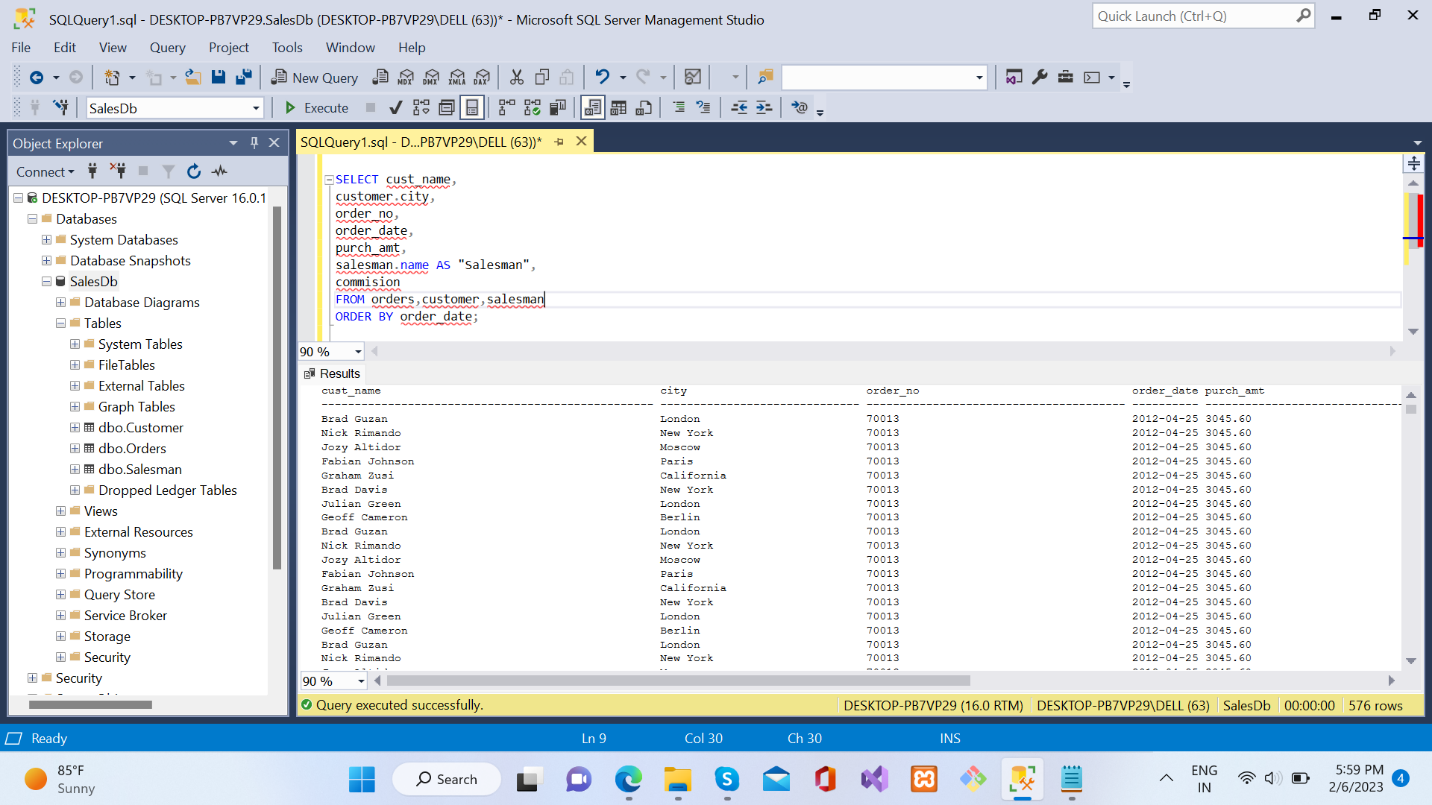 SQLQuery1.sql - DESKTOP-PB7VP29.SalesDb (DESKTOP-PB7VP29\DELL (63))* - Microsoft SQL Server Management Studio
Quick Launch (Ctrl+Q)
File Edit View Query Project Tools Window Help
New Query MDX DMX XMLA DAX
SalesDb Execute
Object Explorer
Connect
DESKTOP-PB7VP29 (SQL Server 16.0.1
Databases
System Databases
Database Snapshots
SalesDb
Database Diagrams
Tables
System Tables
FileTables
External Tables
Graph Tables
dbo.Customer
dbo.Orders
dbo.Salesman
Dropped Ledger Tables
Views
External Resources
Synonyms
Programmability
Query Store
Service Broker
Storage
Security
Security
SQLQuery1.sql - D...PB7VP29\DELL (63))*
SELECT cust_name,
customer.city,
order_no,
order_date,
purch_amt,
salesman.name AS "Salesman",
commision
FROM orders,customer,salesman
ORDER BY order_date;
90 %
Results
cust_name city order_no order_date purch_amt
Brad Guzan London 70013 2012-04-25 3045.60
Nick Rimando New York 70013 2012-04-25 3045.60
Jozy Altidor Moscow 70013 2012-04-25 3045.60
Fabian Johnson Paris 70013 2012-04-25 3045.60
Graham Zusi California 70013 2012-04-25 3045.60
Brad Davis New York 70013 2012-04-25 3045.60
Julian Green London 70013 2012-04-25 3045.60
Geoff Cameron Berlin 70013 2012-04-25 3045.60
Brad Guzan London 70013 2012-04-25 3045.60
Nick Rimando New York 70013 2012-04-25 3045.60
Jozy Altidor Moscow 70013 2012-04-25 3045.60
Fabian Johnson Paris 70013 2012-04-25 3045.60
Graham Zusi California 70013 2012-04-25 3045.60
Brad Davis New York 70013 2012-04-25 3045.60
Julian Green London 70013 2012-04-25 3045.60
Geoff Cameron Berlin 70013 2012-04-25 3045.60
Brad Guzan London 70013 2012-04-25 3045.60
Nick Rimando New York 70013 2012-04-25 3045.60
90 %
Query executed successfully. DESKTOP-PB7VP29 (16.0 RTM) DESKTOP-PB7VP29\DELL (63) SalesDb 00:00:00 576 rows
Ready Ln 9 Col 30 Ch 30 INS
85°F
Sunny
Search
ENG
IN
5:59 PM
2/6/2023
4